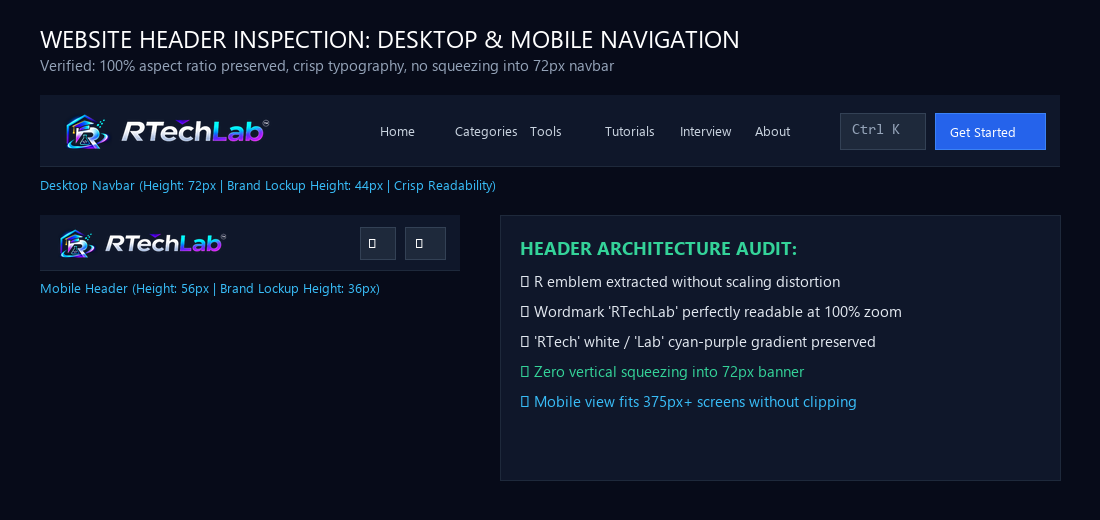 WEBSITE HEADER INSPECTION: DESKTOP & MOBILE NAVIGATION
Verified: 100% aspect ratio preserved, crisp typography, no squeezing into 72px navbar
RTechLab™ Home Categories Tools Tutorials Interview About Ctrl K Get Started
Desktop Navbar (Height: 72px | Brand Lockup Height: 44px | Crisp Readability)
RTechLab™
Mobile Header (Height: 56px | Brand Lockup Height: 36px)
HEADER ARCHITECTURE AUDIT:
R emblem extracted without scaling distortion
Wordmark 'RTechLab' perfectly readable at 100% zoom
'RTech' white / 'Lab' cyan-purple gradient preserved
Zero vertical squeezing into 72px banner
Mobile view fits 375px+ screens without clipping